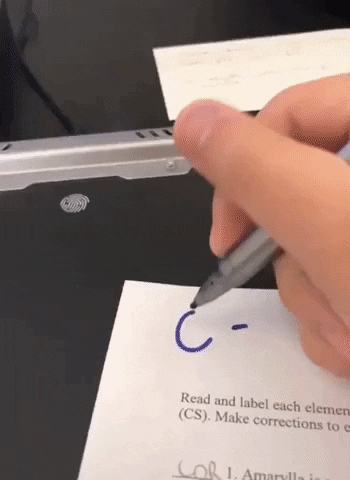 C -
Read and label each elemen
(CS). Make corrections to e
COR 1. Amarylla is